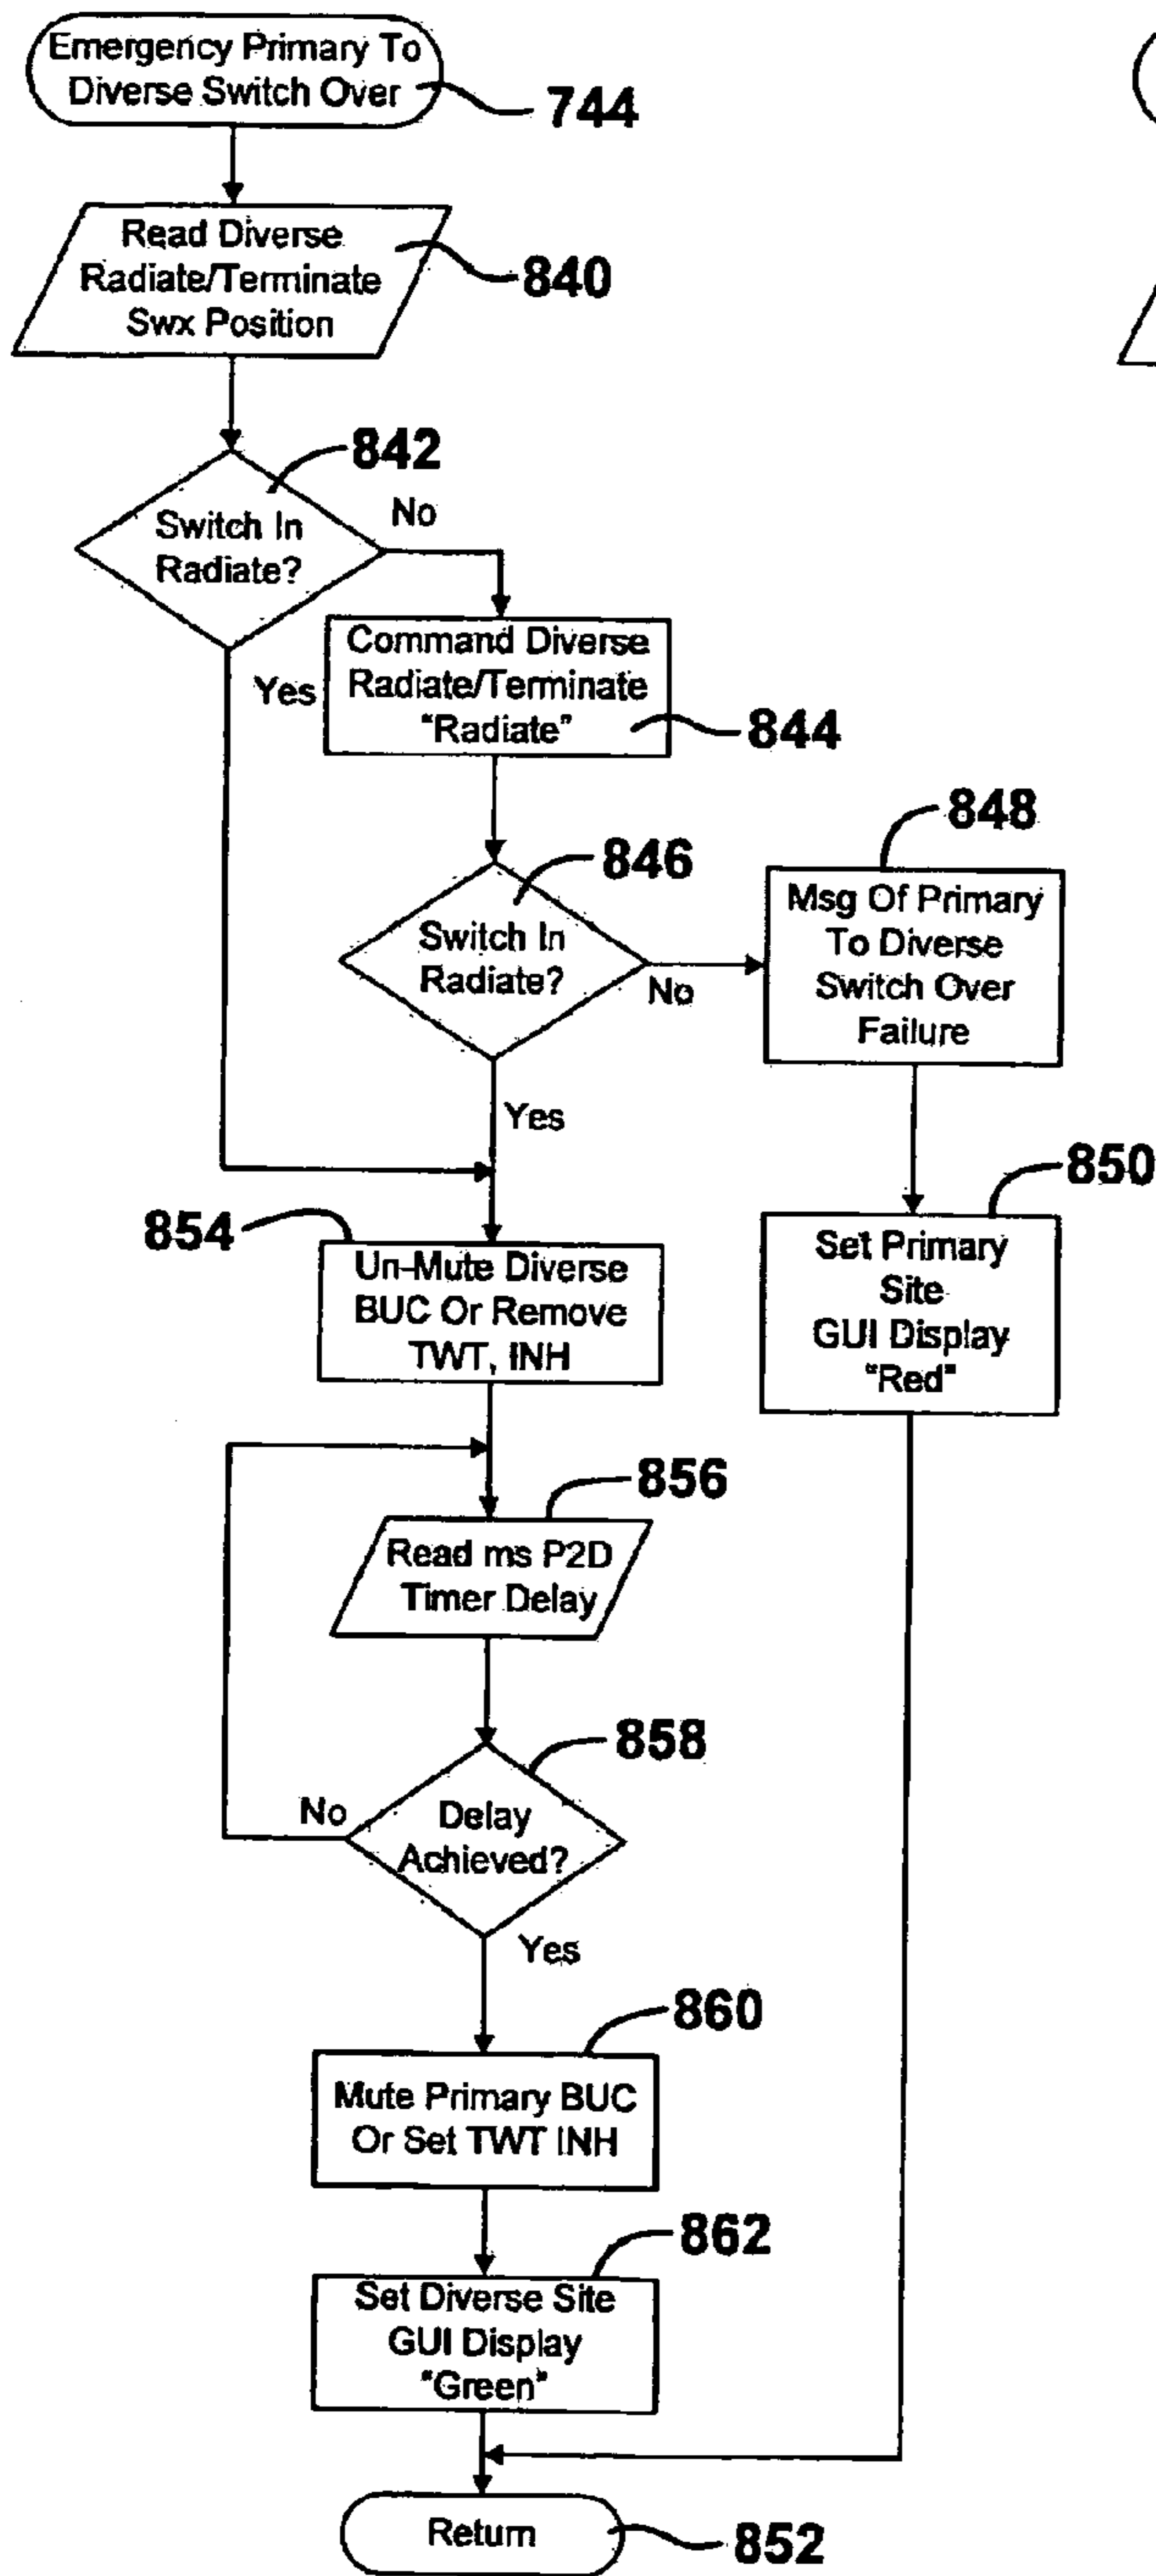 Emergency Primary To
Diverse Switch Over
744
Read Diverse
Radiate/Terminate
Swx Position
840
842
Switch In
Radiate?
No
Yes
Command Diverse
Radiate/Terminate
"Radiate"
844
846
Switch In
Radiate?
No
Yes
848
Msg Of Primary
To Diverse
Switch Over
Failure
850
Set Primary
Site
GUI Display
"Red"
854
Un-Mute Diverse
BUC Or Remove
TWT, INH
856
Read ms P2D
Timer Delay
858
Delay
Achieved?
No
Yes
860
Mute Primary BUC
Or Set TWT INH
862
Set Diverse Site
GUI Display
"Green"
Return
852